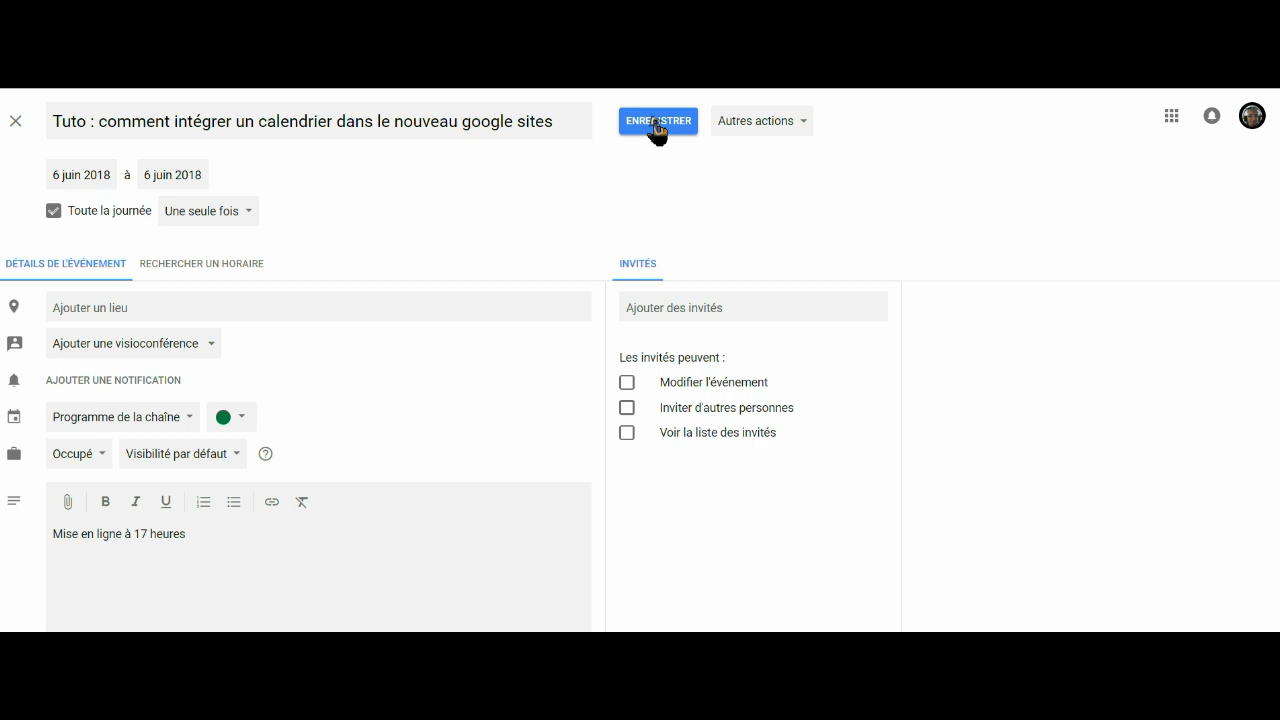 Tuto : comment intégrer un calendrier dans le nouveau google sites
ENREGISTRER
Autres actions
6 juin 2018 à 6 juin 2018
Toute la journée
Une seule fois
DÉTAILS DE L'ÉVÉNEMENT
RECHERCHER UN HORAIRE
INVITÉS
Ajouter un lieu
Ajouter une visioconférence
AJOUTER UNE NOTIFICATION
Programme de la chaîne
Occupé
Visibilité par défaut
B I U
Mise en ligne à 17 heures
Ajouter des invités
Les invités peuvent :
Modifier l'événement
Inviter d'autres personnes
Voir la liste des invités